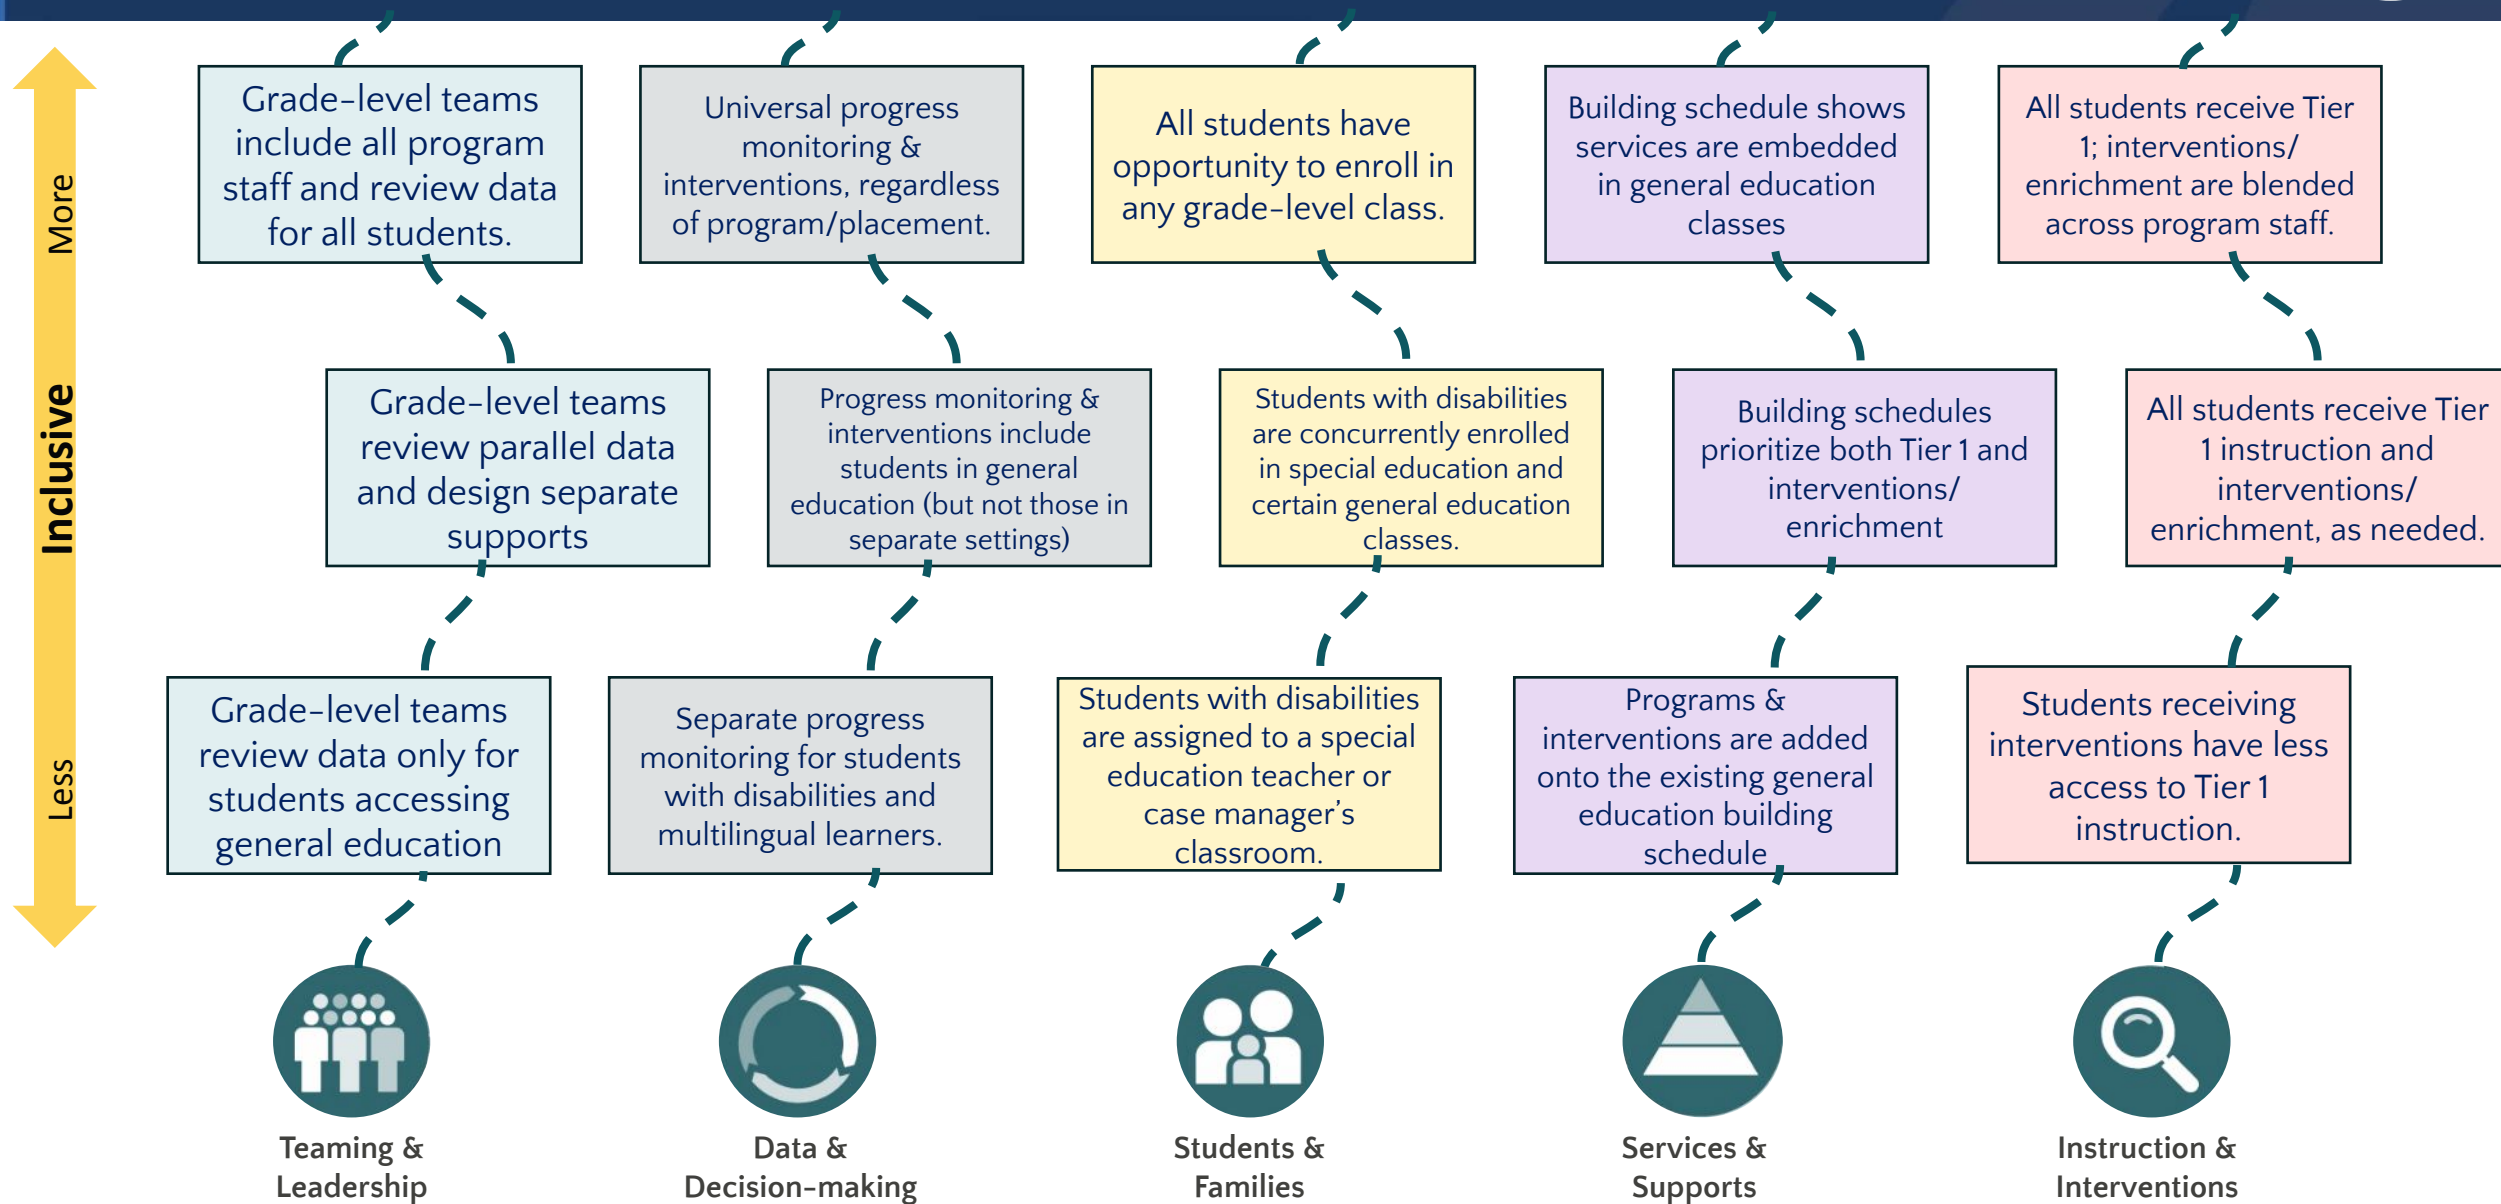 More
Inclusive
Less
Grade-level teams
include all program
staff and review data
for all students.
Universal progress
monitoring &
interventions, regardless
of program/placement.
All students have
opportunity to enroll in
any grade-level class.
Building schedule shows
services are embedded
in general education
classes
All students receive Tier
1; interventions/
enrichment are blended
across program staff.
Grade-level teams
review parallel data
and design separate
supports
Progress monitoring &
interventions include
students in general
education (but not those in
separate settings)
Students with disabilities
are concurrently enrolled
in special education and
certain general education
classes.
Building schedules
prioritize both Tier 1 and
interventions/
enrichment
All students receive Tier
1 instruction and
interventions/
enrichment, as needed.
Grade-level teams
review data only for
students accessing
general education
Separate progress
monitoring for students
with disabilities and
multilingual learners.
Students with disabilities
are assigned to a special
education teacher or
case manager’s
classroom.
Programs &
interventions are added
onto the existing general
education building
schedule
Students receiving
interventions have less
access to Tier 1
instruction.
Teaming &
Leadership
Data &
Decision-making
Students &
Families
Services &
Supports
Instruction &
Interventions